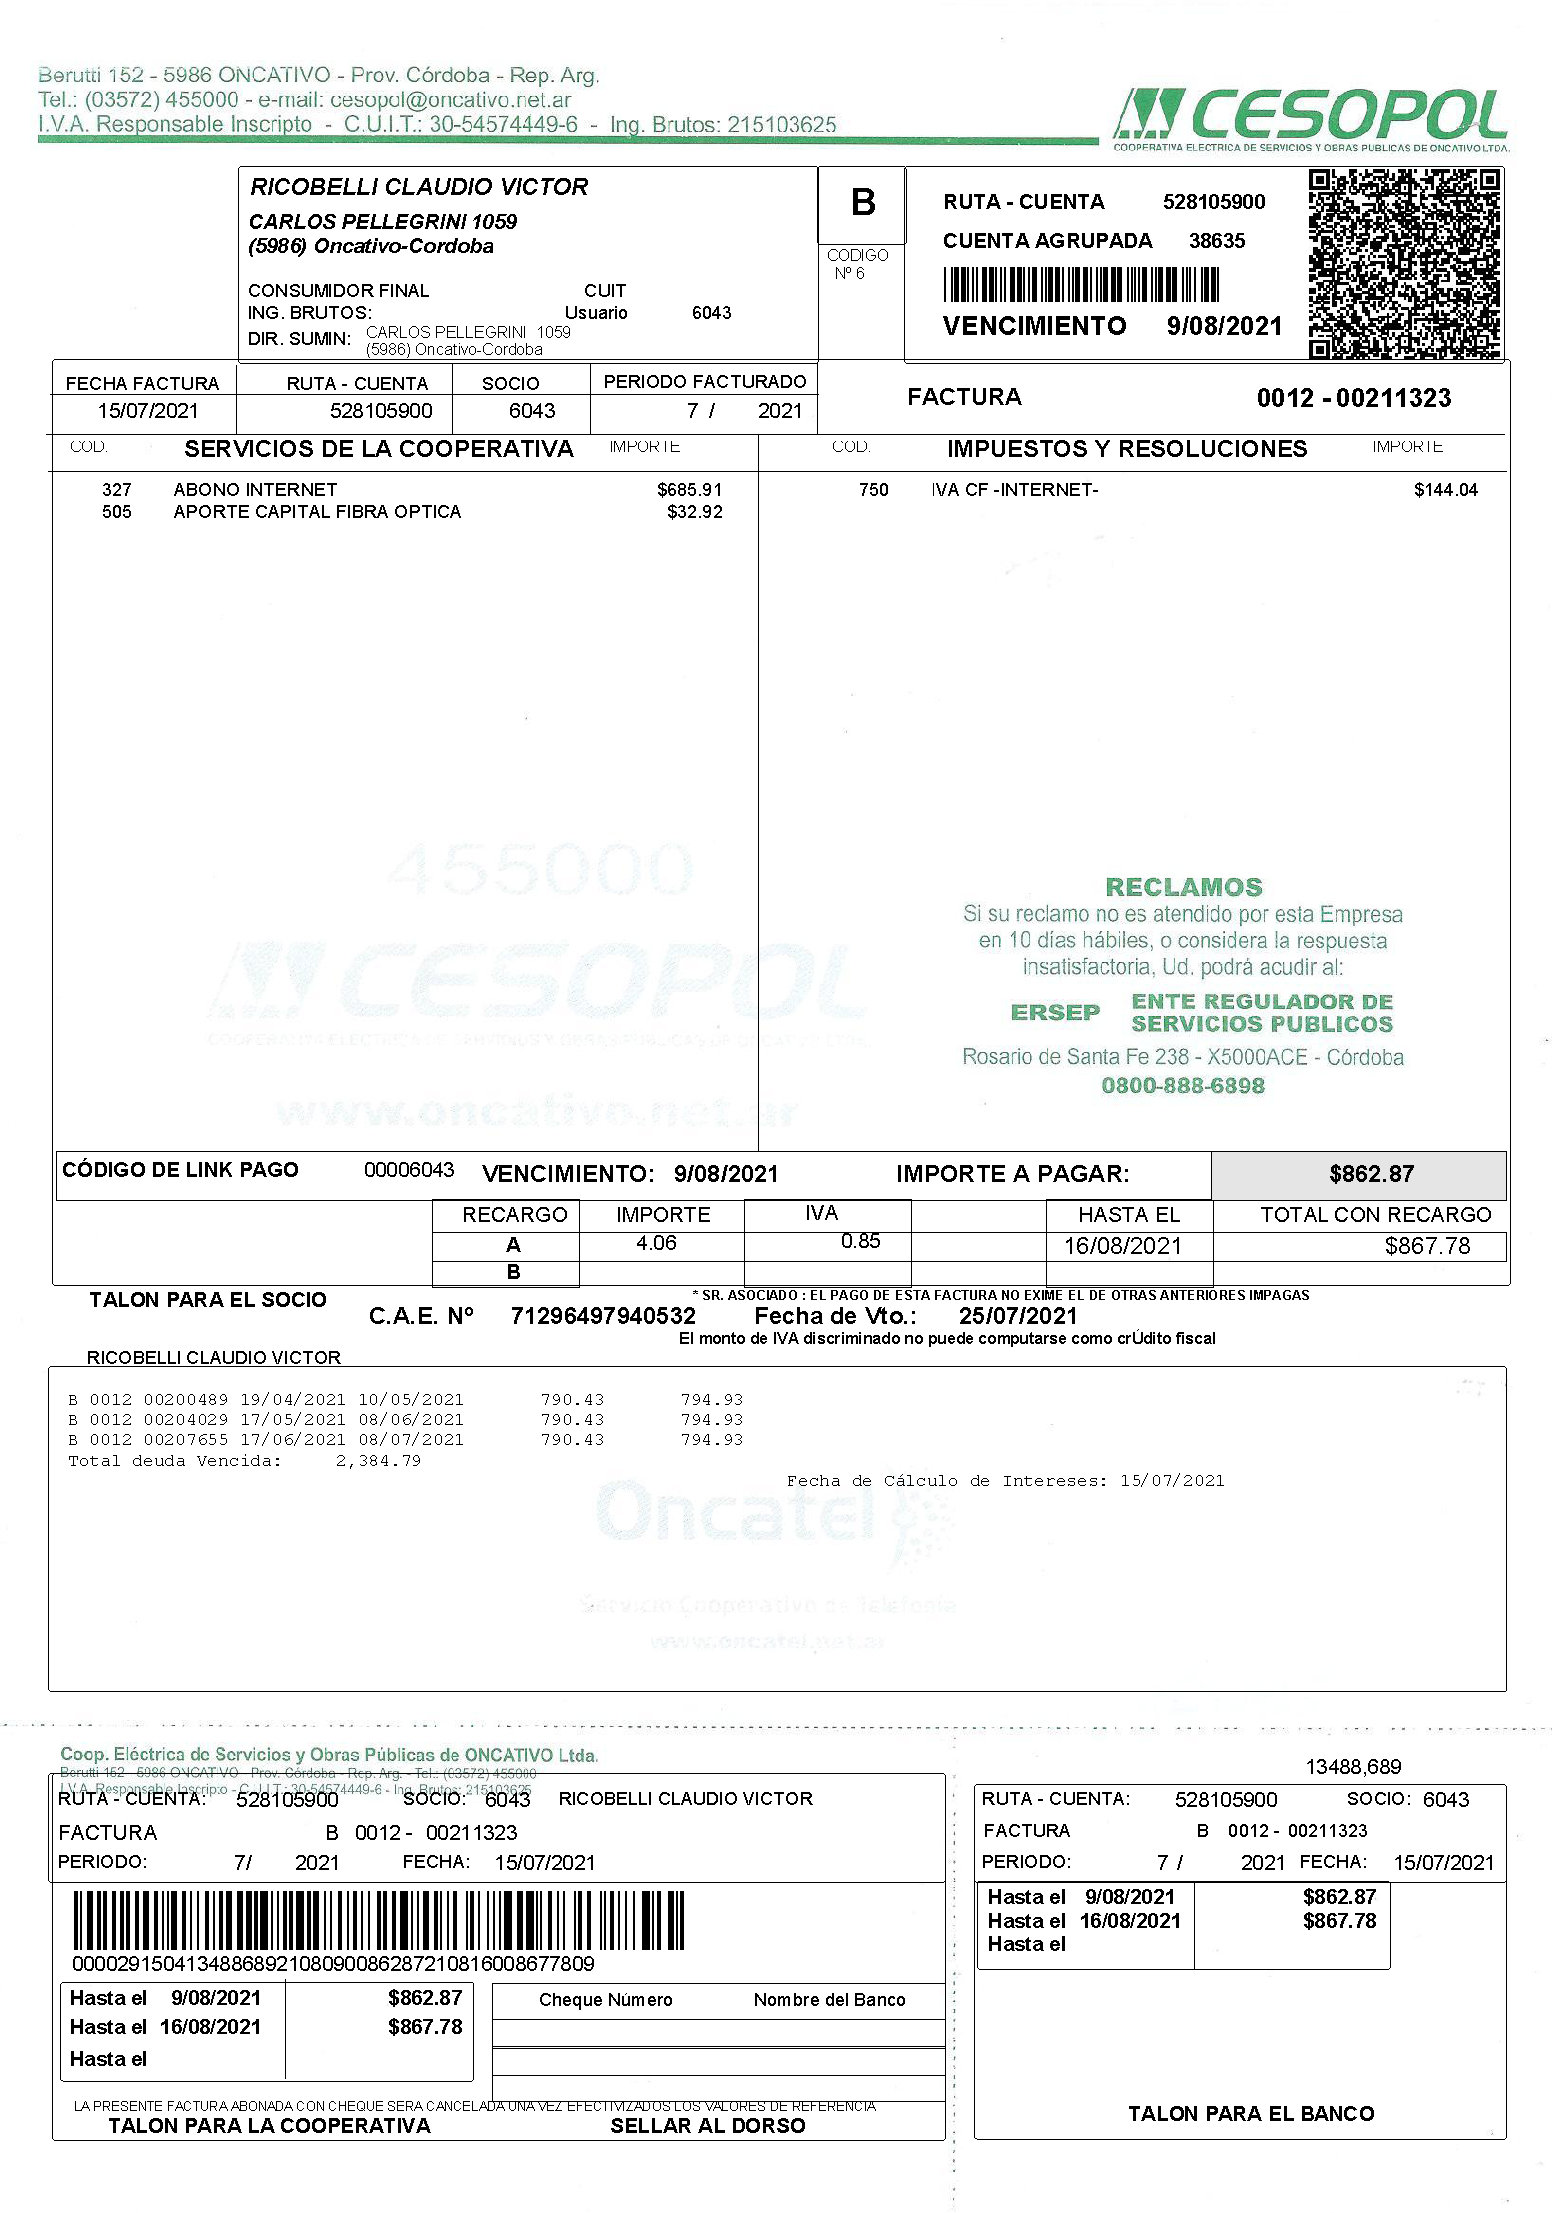 Berutti 152 - 5986 ONCATIVO - Prov. Córdoba - Rep. Arg.
Tel.: (03572) 455000 - e-mail: cesopol@oncativo.net.ar
I.V.A. Responsable Inscripto - C.U.I.T.: 30-54574449-6 - Ing. Brutos: 215103625
CESOPOL
COOPERATIVA ELECTRICA DE SERVICIOS Y OBRAS PUBLICAS DE ONCATIVO LTDA.
RICOBELLI CLAUDIO VICTOR
CARLOS PELLEGRINI 1059
(5986) Oncativo-Cordoba
CONSUMIDOR FINAL CUIT
ING. BRUTOS: Usuario 6043
DIR. SUMIN: CARLOS PELLEGRINI 1059
(5986) Oncativo-Cordoba
B
CODIGO
Nº 6
RUTA - CUENTA 528105900
CUENTA AGRUPADA 38635
VENCIMIENTO 9/08/2021
FECHA FACTURA RUTA - CUENTA SOCIO PERIODO FACTURADO
15/07/2021 528105900 6043 7 / 2021
FACTURA 0012 - 00211323
COD. SERVICIOS DE LA COOPERATIVA IMPORTE COD. IMPUESTOS Y RESOLUCIONES IMPORTE
327 ABONO INTERNET $685.91 750 IVA CF -INTERNET- $144.04
505 APORTE CAPITAL FIBRA OPTICA $32.92
455000
CESOPOL
COOPERATIVA ELECTRICA DE SERVICIOS Y OBRAS PUBLICAS DE ONCATIVO LTDA.
www.oncativo.net.ar
RECLAMOS
Si su reclamo no es atendido por esta Empresa
en 10 días hábiles, o considera la respuesta
insatisfactoria, Ud. podrá acudir al:
ERSEP ENTE REGULADOR DE
SERVICIOS PUBLICOS
Rosario de Santa Fe 238 - X5000ACE - Córdoba
0800-888-6898
CÓDIGO DE LINK PAGO 00006043 VENCIMIENTO: 9/08/2021 IMPORTE A PAGAR: $862.87
RECARGO IMPORTE IVA HASTA EL TOTAL CON RECARGO
A 4.06 0.85 16/08/2021 $867.78
B
TALON PARA EL SOCIO
* SR. ASOCIADO : EL PAGO DE ESTA FACTURA NO EXIME EL DE OTRAS ANTERIORES IMPAGAS
C.A.E. Nº 71296497940532 Fecha de Vto.: 25/07/2021
El monto de IVA discriminado no puede computarse como crÚdito fiscal
RICOBELLI CLAUDIO VICTOR
B 0012 00200489 19/04/2021 10/05/2021 790.43 794.93
B 0012 00204029 17/05/2021 08/06/2021 790.43 794.93
B 0012 00207655 17/06/2021 08/07/2021 790.43 794.93
Total deuda Vencida: 2,384.79
Fecha de Cálculo de Intereses: 15/07/2021
Oncatel
Servicio Cooperativo de Telefonía
www.oncatel.net.ar
Coop. Eléctrica de Servicios y Obras Públicas de ONCATIVO Ltda.
Berutti 152 - 5986 ONCATIVO - Prov. Córdoba - Rep. Arg. - Tel.: (03572) 455000
I.V.A. Responsable Inscripto - C.U.I.T.: 30-54574449-6 - Ing. Brutos: 215103625
RUTA - CUENTA: 528105900 SOCIO: 6043 RICOBELLI CLAUDIO VICTOR
FACTURA B 0012 - 00211323
PERIODO: 7/ 2021 FECHA: 15/07/2021
00002915041348868921080900862872108160086​77809
Hasta el 9/08/2021 $862.87
Hasta el 16/08/2021 $867.78
Hasta el
Cheque Número Nombre del Banco
LA PRESENTE FACTURA ABONADA CON CHEQUE SERA CANCELADA UNA VEZ EFECTIVIZADOS LOS VALORES DE REFERENCIA
TALON PARA LA COOPERATIVA SELLAR AL DORSO
13488,689
RUTA - CUENTA: 528105900 SOCIO: 6043
FACTURA B 0012 - 00211323
PERIODO: 7 / 2021 FECHA: 15/07/2021
Hasta el 9/08/2021 $862.87
Hasta el 16/08/2021 $867.78
Hasta el
TALON PARA EL BANCO